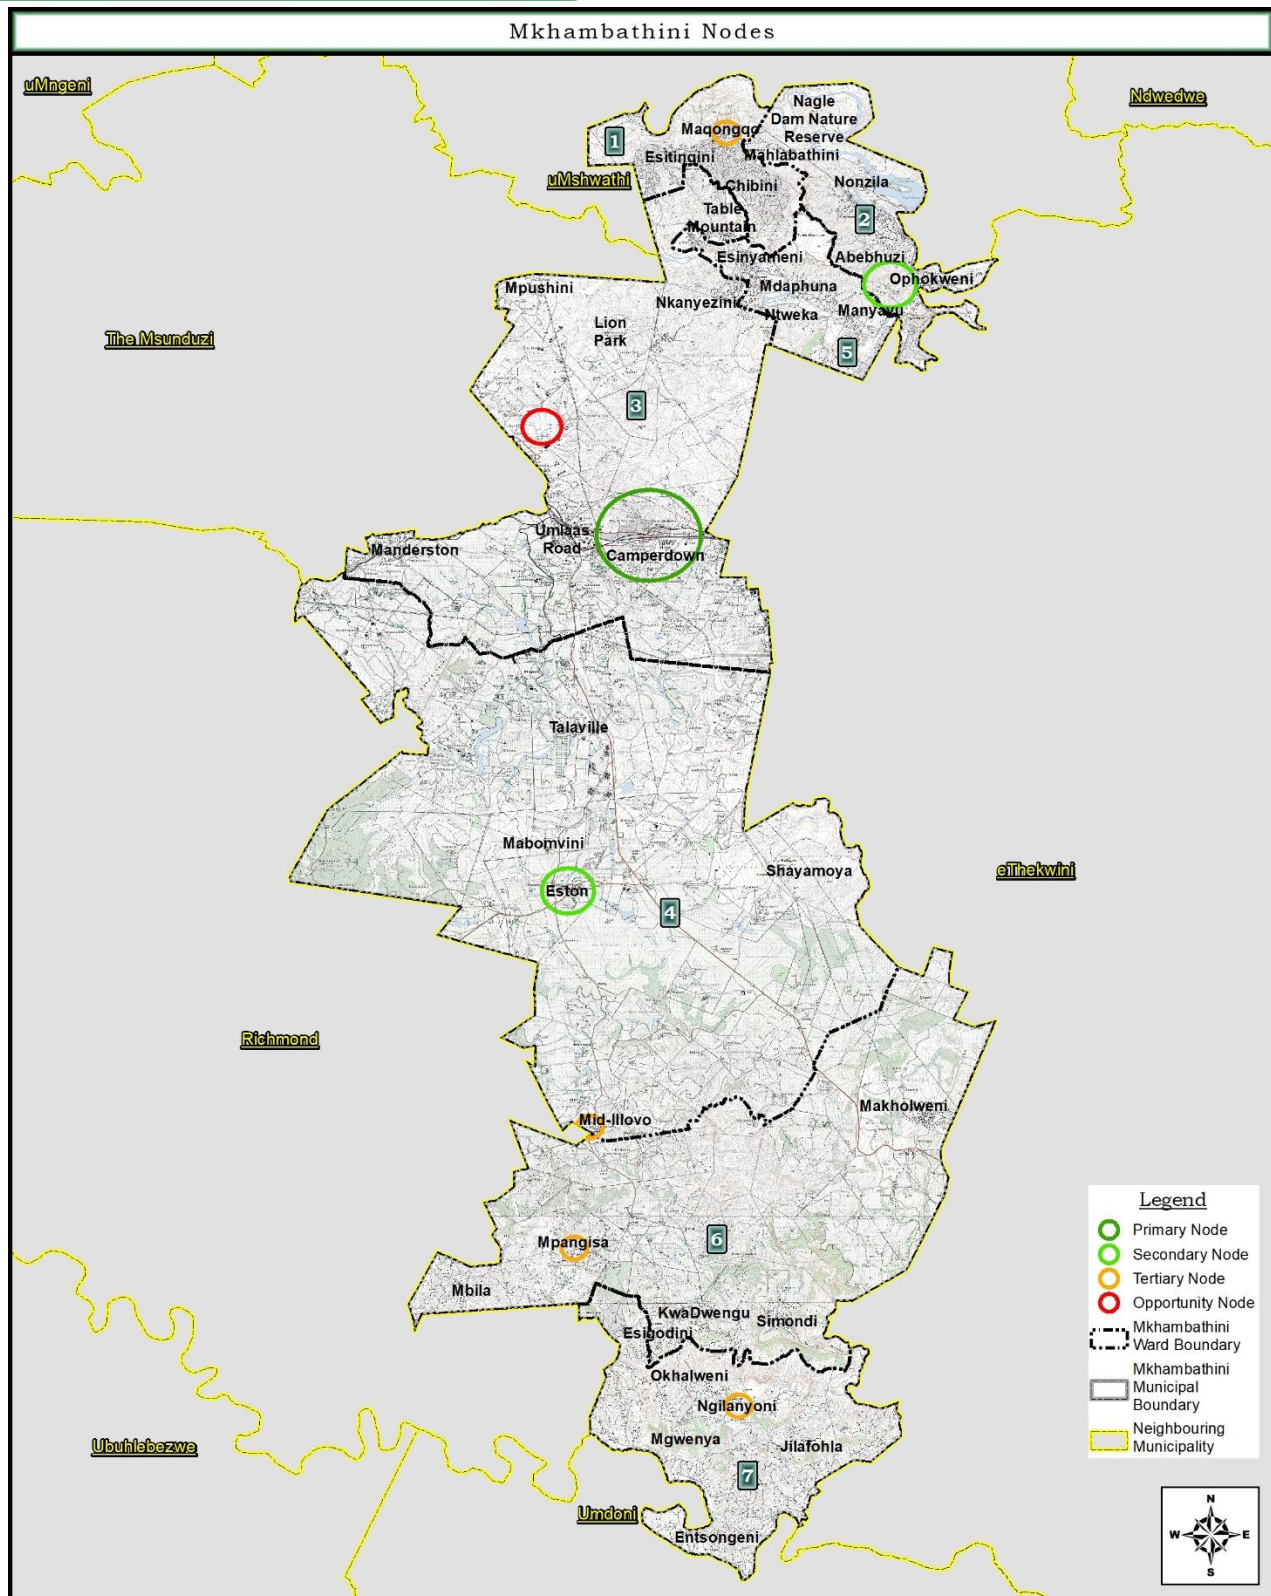 Mkhambathini Nodes
uMngeni
Ndwedwe
Nagle
Dam Nature
Reserve
Maqongqo
1
Esitingini
Mahlabathini
uMshwathi
Chibini
Nonzila
Table
Mountain
2
Esinyameni
Abebhuzi
Mpushini
Mdaphuna
Ophokweni
Nkanyezini
Ntweka
Manyavu
Lion
Park
The Msunduzi
5
3
Umlaas
Road
Manderston
Camperdown
Talaville
Mabomvini
Shayamoya
eThekwini
Eston
4
Richmond
Mid-Illovo
Makholweni
Mpangisa
6
Mbila
KwaDwengu
Simondi
Esigodini
Okhalweni
Ngilanyoni
Mgwenya
Jilafohla
Ubuhlebezwe
7
Umdoni
Entsongeni
Legend
Primary Node
Secondary Node
Tertiary Node
Opportunity Node
Mkhambathini
Ward Boundary
Mkhambathini
Municipal
Boundary
Neighbouring
Municipality
N
W E
S